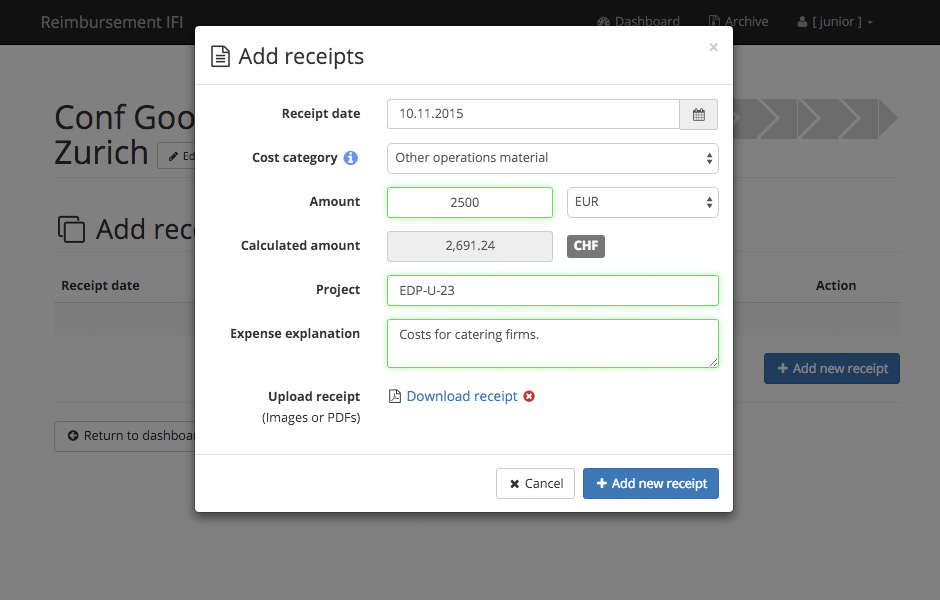 Reimbursement IFI
Dashboard
Archive
[ junior ]
Add receipts
×
Conf Goo
Zurich
Ed
Receipt date
10.11.2015
Cost category
Other operations material
Amount
2500
EUR
Calculated amount
2,691.24
CHF
Add rec
Receipt date
Action
Project
EDP-U-23
Expense explanation
Costs for catering firms.
Add new receipt
Upload receipt
(Images or PDFs)
Download receipt
Return to dashboar
Cancel
Add new receipt